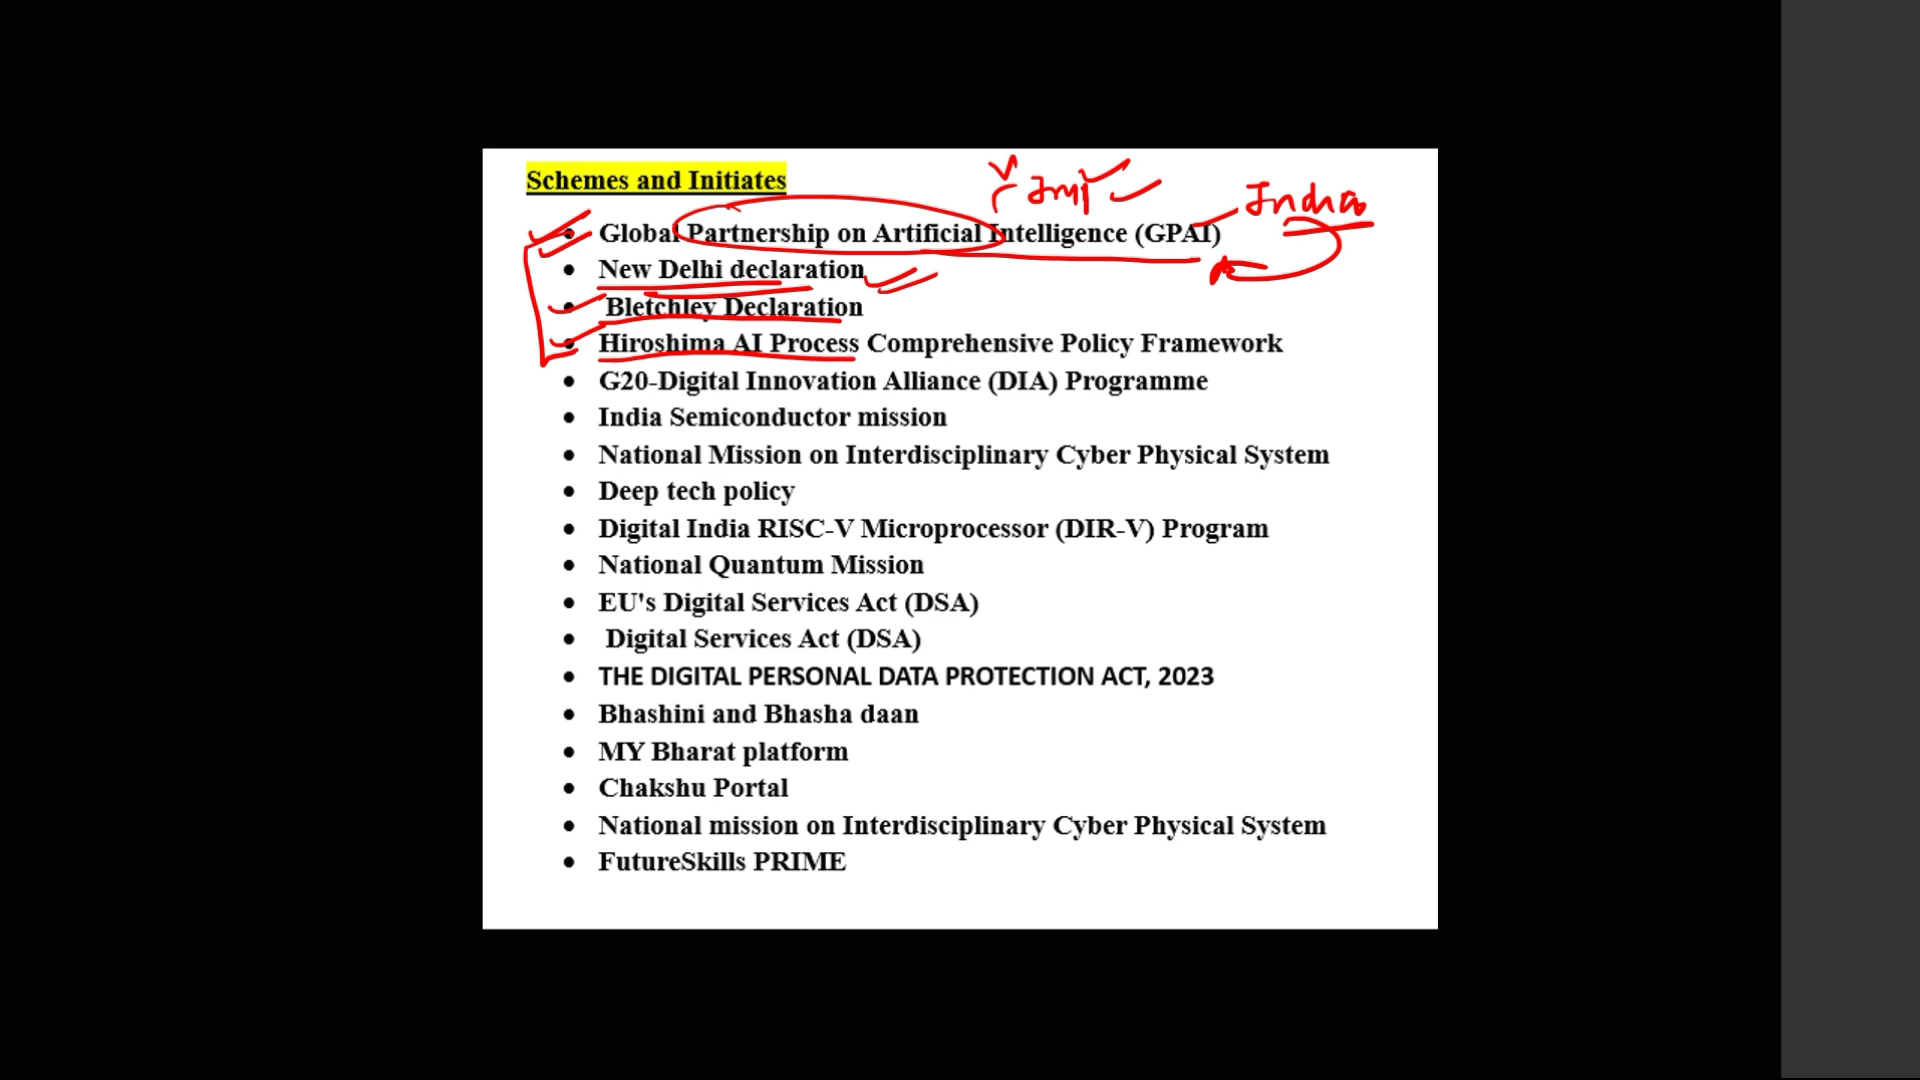 Schemes and Initiates
Imp
India
• Global Partnership on Artificial Intelligence (GPAI)
• New Delhi declaration
• Bletchley Declaration
• Hiroshima AI Process Comprehensive Policy Framework
• G20-Digital Innovation Alliance (DIA) Programme
• India Semiconductor mission
• National Mission on Interdisciplinary Cyber Physical System
• Deep tech policy
• Digital India RISC-V Microprocessor (DIR-V) Program
• National Quantum Mission
• EU's Digital Services Act (DSA)
• Digital Services Act (DSA)
• THE DIGITAL PERSONAL DATA PROTECTION ACT, 2023
• Bhashini and Bhasha daan
• MY Bharat platform
• Chakshu Portal
• National mission on Interdisciplinary Cyber Physical System
• FutureSkills PRIME